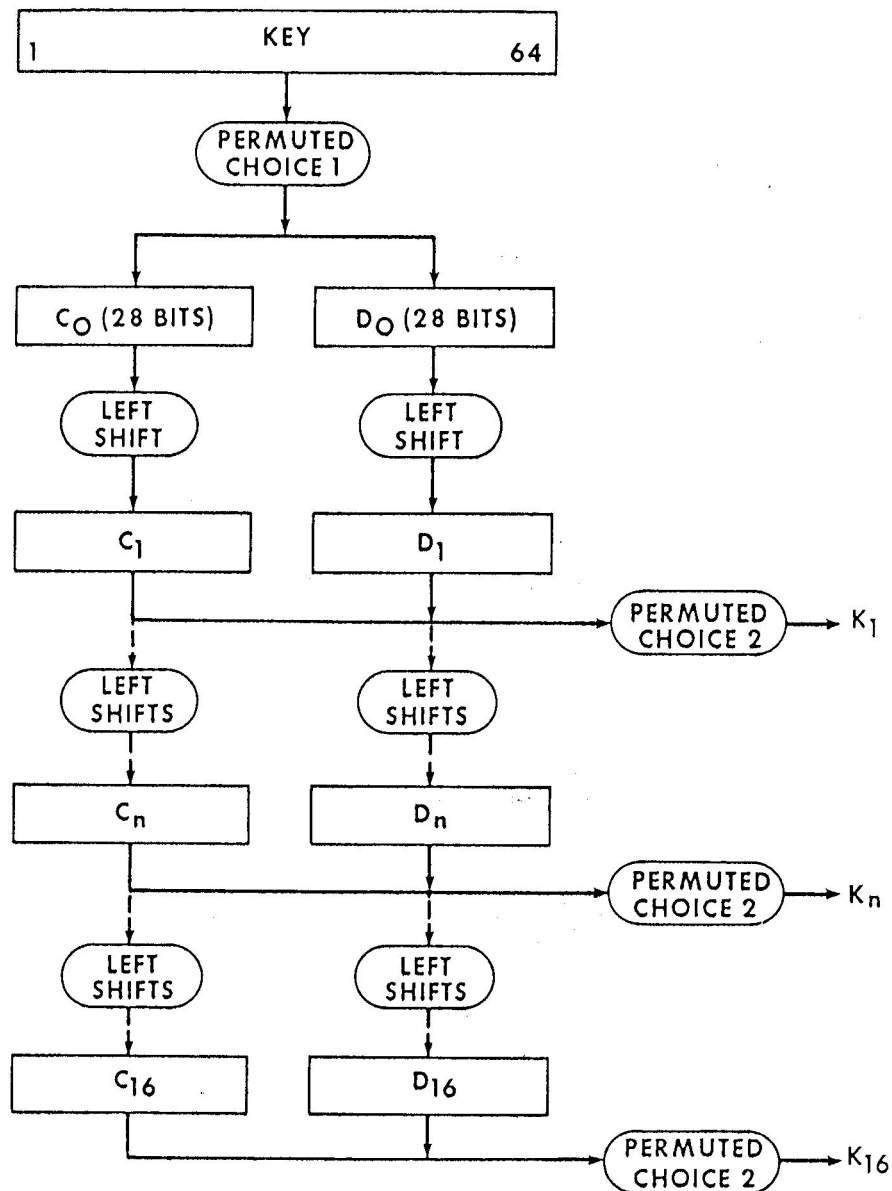 KEY
1 64
PERMUTED
CHOICE 1
C₀ (28 BITS) D₀ (28 BITS)
LEFT
SHIFT
LEFT
SHIFT
C₁ D₁
PERMUTED
CHOICE 2
K₁
LEFT
SHIFTS
LEFT
SHIFTS
Cₙ Dₙ
PERMUTED
CHOICE 2
Kₙ
LEFT
SHIFTS
LEFT
SHIFTS
C₁₆ D₁₆
PERMUTED
CHOICE 2
K₁₆